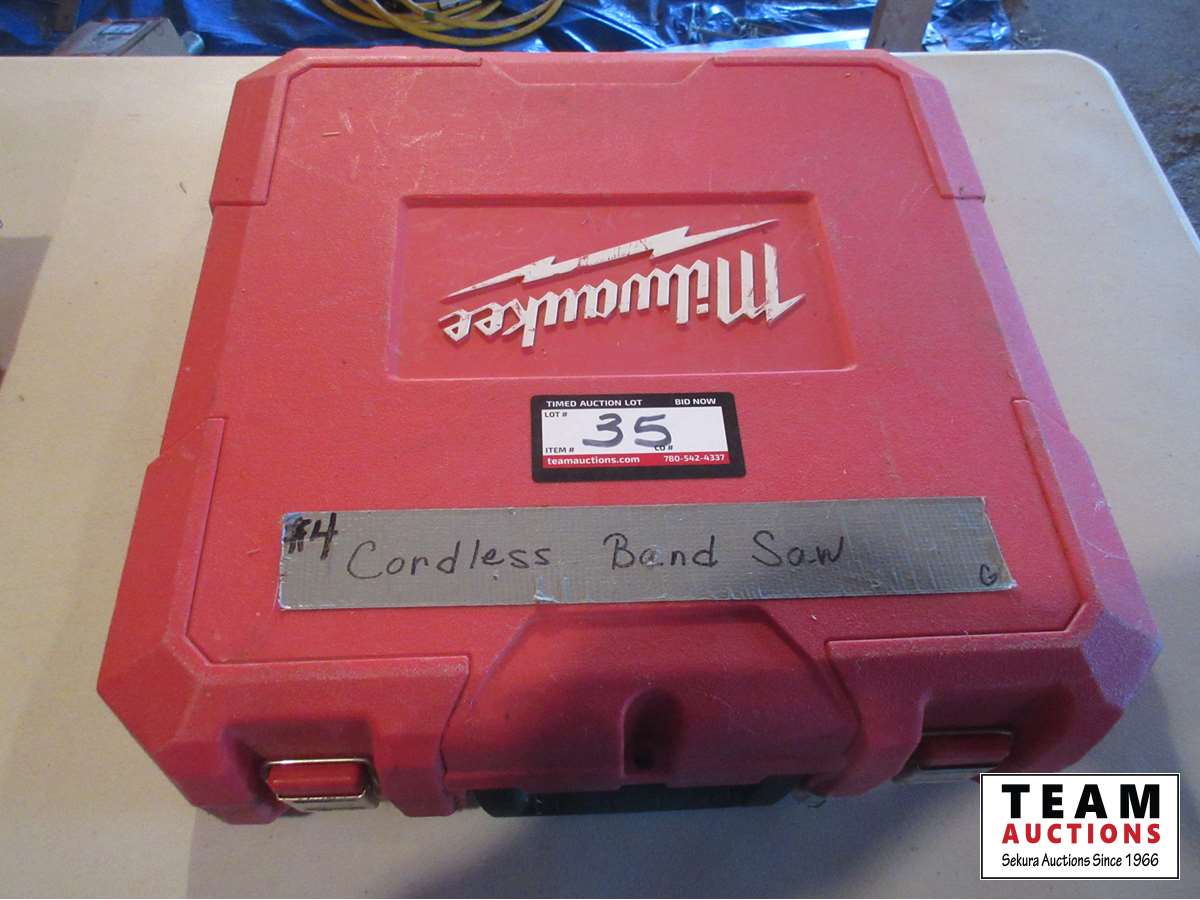 Milwaukee
TIMED AUCTION LOT BID NOW
LOT #
35
ITEM # CO #
teamauctions.com 780-542-4337
#4 Cordless Band Saw G
TEAM
AUCTIONS
Sekura Auctions Since 1966